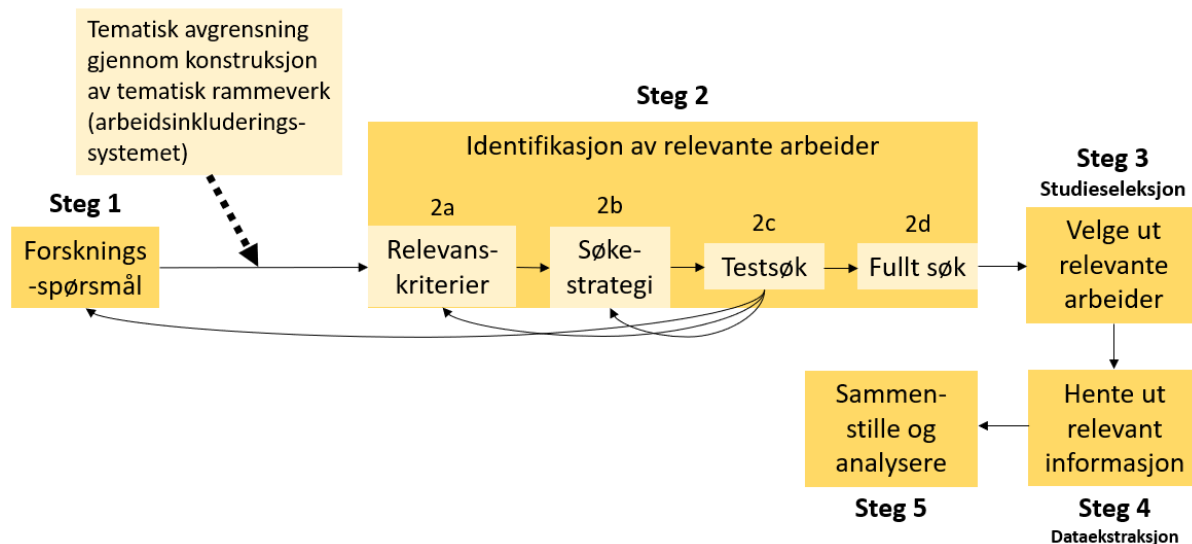 Tematisk avgrensning
gjennom konstruksjon
av tematisk rammeverk
(arbeidsinkluderings-
systemet)
Steg 1
Forsknings
-spørsmål
Steg 2
Identifikasjon av relevante arbeider
2a
Relevans-
kriterier
2b
Søke-
strategi
2c
Testsøk
2d
Fullt søk
Steg 3
Studieseleksjon
Velge ut
relevante
arbeider
Hente ut
relevant
informasjon
Steg 4
Dataekstraksjon
Sammen-
stille og
analysere
Steg 5